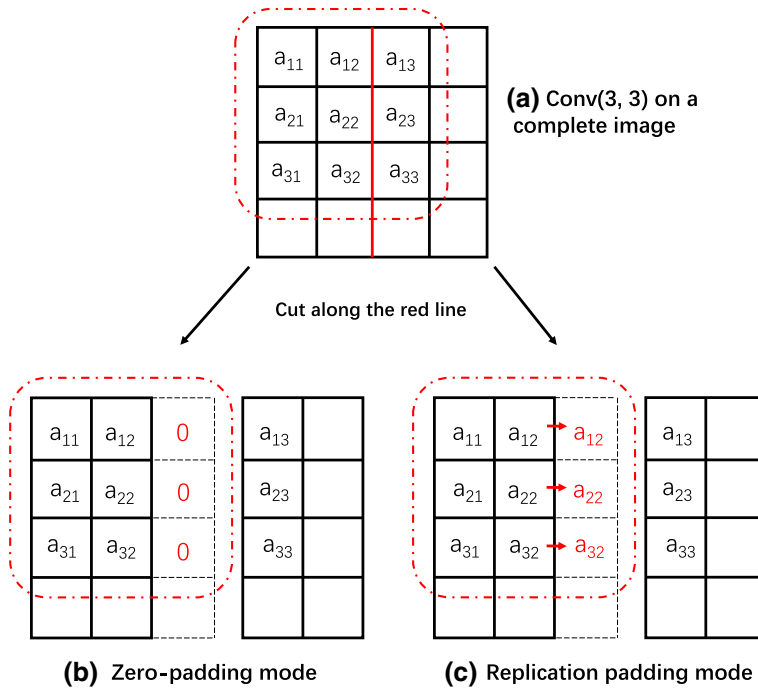 a11 a12 a13
a21 a22 a23
a31 a32 a33
(a) Conv(3, 3) on a
complete image
Cut along the red line
a11 a12 0 a13
a21 a22 0 a23
a31 a32 0 a33
(b) Zero-padding mode
a11 a12 a12 a13
a21 a22 a22 a23
a31 a32 a32 a33
(c) Replication padding mode